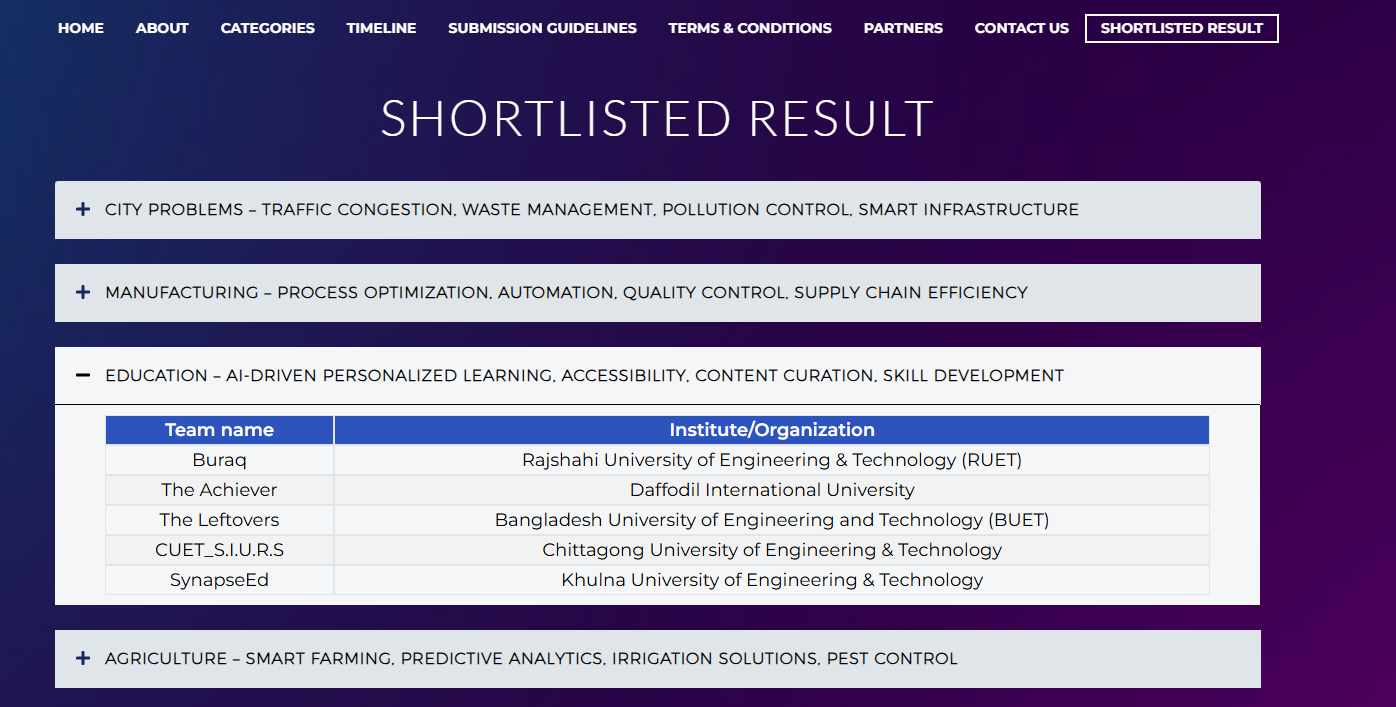 HOME ABOUT CATEGORIES TIMELINE SUBMISSION GUIDELINES TERMS & CONDITIONS PARTNERS CONTACT US SHORTLISTED RESULT
SHORTLISTED RESULT
+ CITY PROBLEMS – TRAFFIC CONGESTION, WASTE MANAGEMENT, POLLUTION CONTROL, SMART INFRASTRUCTURE
+ MANUFACTURING – PROCESS OPTIMIZATION, AUTOMATION, QUALITY CONTROL, SUPPLY CHAIN EFFICIENCY
− EDUCATION – AI-DRIVEN PERSONALIZED LEARNING, ACCESSIBILITY, CONTENT CURATION, SKILL DEVELOPMENT
Team name Institute/Organization
Buraq Rajshahi University of Engineering & Technology (RUET)
The Achiever Daffodil International University
The Leftovers Bangladesh University of Engineering and Technology (BUET)
CUET_S.I.U.R.S Chittagong University of Engineering & Technology
SynapseEd Khulna University of Engineering & Technology
+ AGRICULTURE – SMART FARMING, PREDICTIVE ANALYTICS, IRRIGATION SOLUTIONS, PEST CONTROL